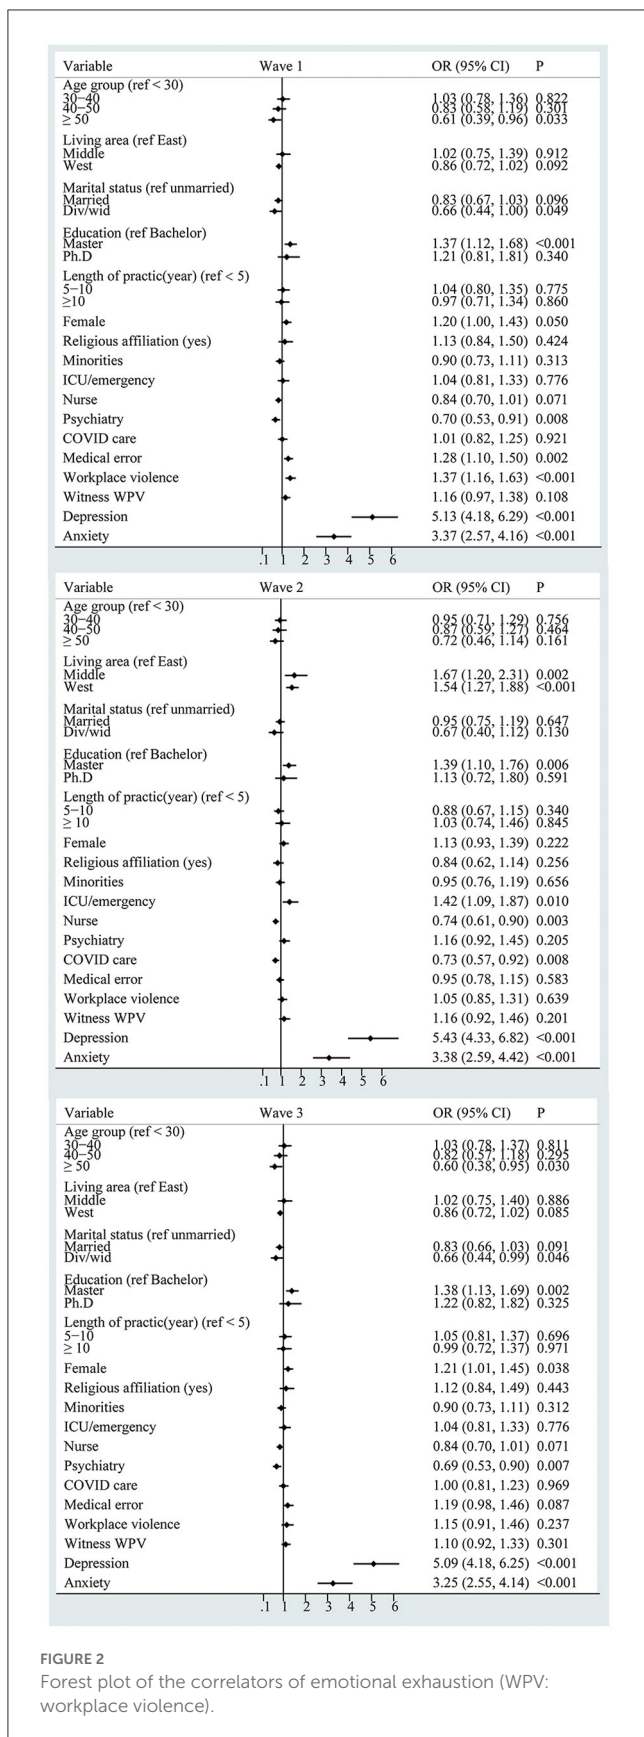 Variable Wave 1 OR (95% CI) P
Age group (ref < 30)
30−40 1.03 (0.78, 1.36) 0.822
40−50 0.83 (0.58, 1.19) 0.301
≥ 50 0.61 (0.39, 0.96) 0.033
Living area (ref East)
Middle 1.02 (0.75, 1.39) 0.912
West 0.86 (0.72, 1.02) 0.092
Marital status (ref unmarried)
Married 0.83 (0.67, 1.03) 0.096
Div/wid 0.66 (0.44, 1.00) 0.049
Education (ref Bachelor)
Master 1.37 (1.12, 1.68) <0.001
Ph.D 1.21 (0.81, 1.81) 0.340
Length of practic(year) (ref < 5)
5−10 1.04 (0.80, 1.35) 0.775
≥10 0.97 (0.71, 1.34) 0.860
Female 1.20 (1.00, 1.43) 0.050
Religious affiliation (yes) 1.13 (0.84, 1.50) 0.424
Minorities 0.90 (0.73, 1.11) 0.313
ICU/emergency 1.04 (0.81, 1.33) 0.776
Nurse 0.84 (0.70, 1.01) 0.071
Psychiatry 0.70 (0.53, 0.91) 0.008
COVID care 1.01 (0.82, 1.25) 0.921
Medical error 1.28 (1.10, 1.50) 0.002
Workplace violence 1.37 (1.16, 1.63) <0.001
Witness WPV 1.16 (0.97, 1.38) 0.108
Depression 5.13 (4.18, 6.29) <0.001
Anxiety 3.37 (2.57, 4.16) <0.001
.1 1 2 3 4 5 6
Variable Wave 2 OR (95% CI) P
Age group (ref < 30)
30−40 0.95 (0.71, 1.29) 0.756
40−50 0.87 (0.59, 1.27) 0.464
≥ 50 0.72 (0.46, 1.14) 0.161
Living area (ref East)
Middle 1.67 (1.20, 2.31) 0.002
West 1.54 (1.27, 1.88) <0.001
Marital status (ref unmarried)
Married 0.95 (0.75, 1.19) 0.647
Div/wid 0.67 (0.40, 1.12) 0.130
Education (ref Bachelor)
Master 1.39 (1.10, 1.76) 0.006
Ph.D 1.13 (0.72, 1.80) 0.591
Length of practic(year) (ref < 5)
5−10 0.88 (0.67, 1.15) 0.340
≥ 10 1.03 (0.74, 1.46) 0.845
Female 1.13 (0.93, 1.39) 0.222
Religious affiliation (yes) 0.84 (0.62, 1.14) 0.256
Minorities 0.95 (0.76, 1.19) 0.656
ICU/emergency 1.42 (1.09, 1.87) 0.010
Nurse 0.74 (0.61, 0.90) 0.003
Psychiatry 1.16 (0.92, 1.45) 0.205
COVID care 0.73 (0.57, 0.92) 0.008
Medical error 0.95 (0.78, 1.15) 0.583
Workplace violence 1.05 (0.85, 1.31) 0.639
Witness WPV 1.16 (0.92, 1.46) 0.201
Depression 5.43 (4.33, 6.82) <0.001
Anxiety 3.38 (2.59, 4.42) <0.001
.1 1 2 3 4 5 6
Variable Wave 3 OR (95% CI) P
Age group (ref < 30)
30−40 1.03 (0.78, 1.37) 0.811
40−50 0.82 (0.57, 1.18) 0.295
≥ 50 0.60 (0.38, 0.95) 0.030
Living area (ref East)
Middle 1.02 (0.75, 1.40) 0.886
West 0.86 (0.72, 1.02) 0.085
Marital status (ref unmarried)
Married 0.83 (0.66, 1.03) 0.091
Div/wid 0.66 (0.44, 0.99) 0.046
Education (ref Bachelor)
Master 1.38 (1.13, 1.69) 0.002
Ph.D 1.22 (0.82, 1.82) 0.325
Length of practic(year) (ref < 5)
5−10 1.05 (0.81, 1.37) 0.696
≥ 10 0.99 (0.72, 1.37) 0.971
Female 1.21 (1.01, 1.45) 0.038
Religious affiliation (yes) 1.12 (0.84, 1.49) 0.443
Minorities 0.90 (0.73, 1.11) 0.312
ICU/emergency 1.04 (0.81, 1.33) 0.776
Nurse 0.84 (0.70, 1.01) 0.071
Psychiatry 0.69 (0.53, 0.90) 0.007
COVID care 1.00 (0.81, 1.23) 0.969
Medical error 1.19 (0.98, 1.46) 0.087
Workplace violence 1.15 (0.91, 1.46) 0.237
Witness WPV 1.10 (0.92, 1.33) 0.301
Depression 5.09 (4.18, 6.25) <0.001
Anxiety 3.25 (2.55, 4.14) <0.001
.1 1 2 3 4 5 6
FIGURE 2
Forest plot of the correlators of emotional exhaustion (WPV:
workplace violence).